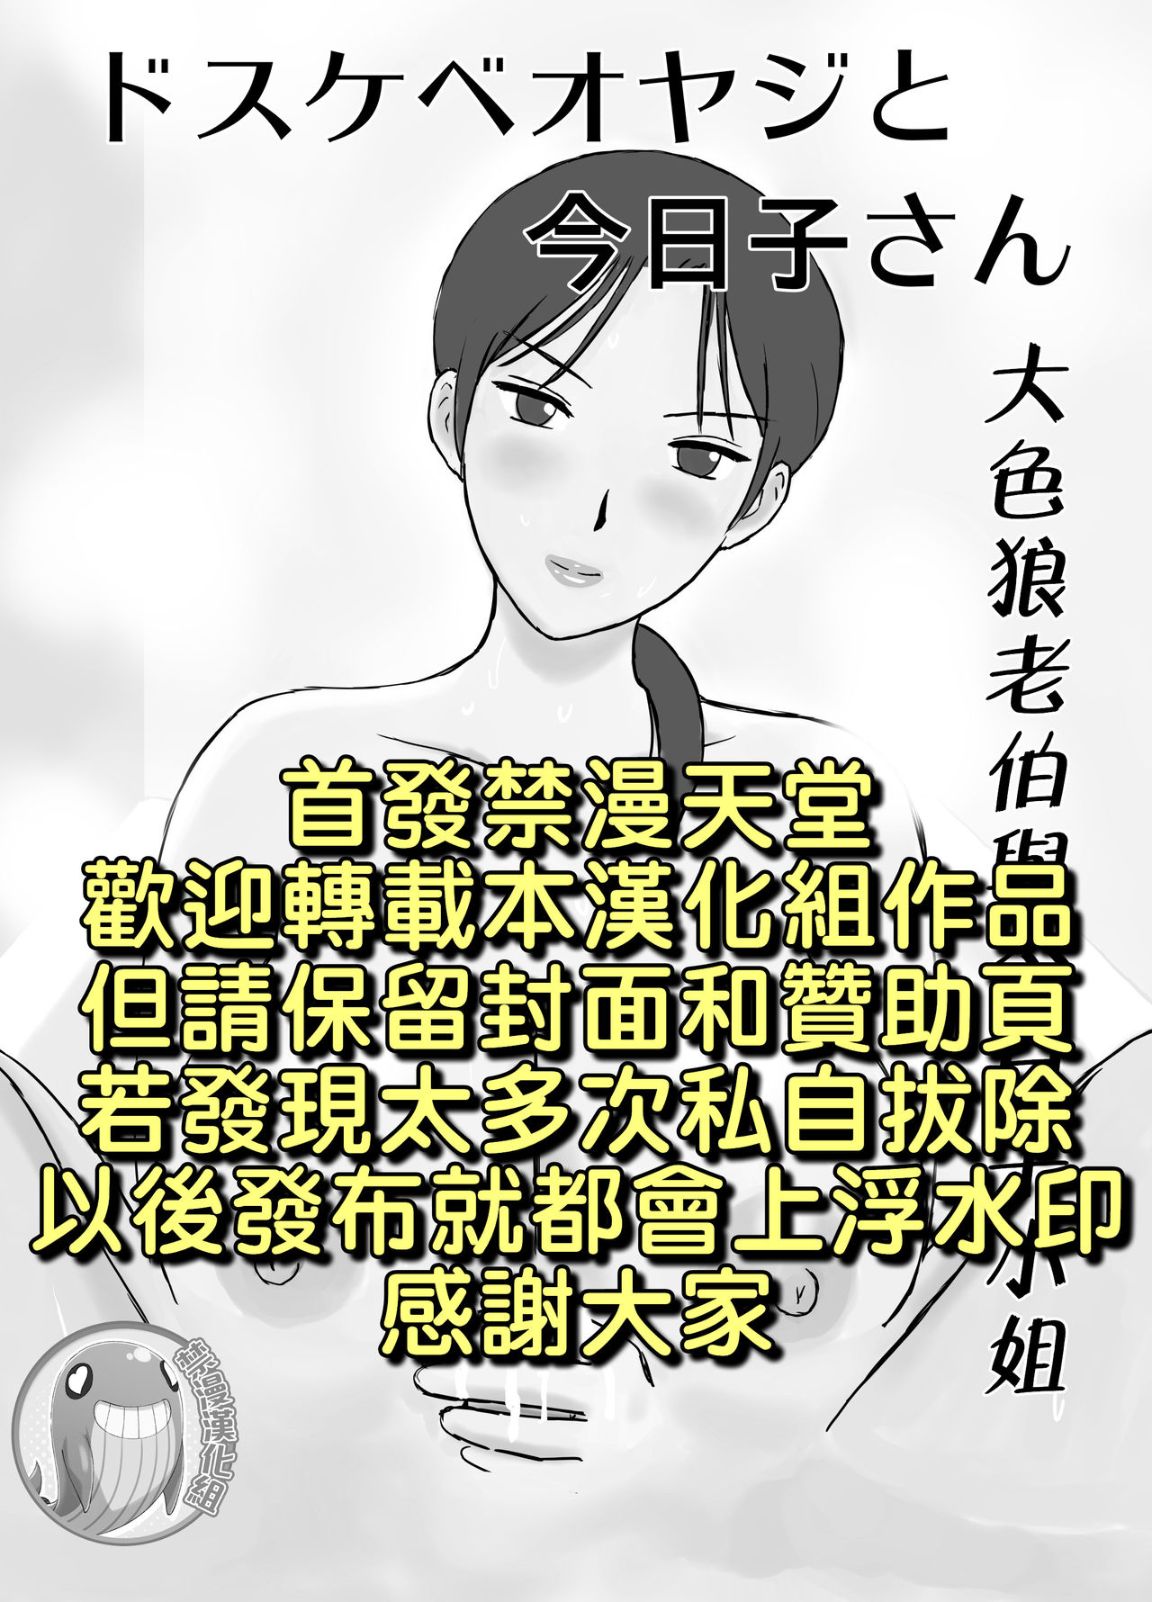 ドスケベオヤジと
今日子さん
大色狼老伯與
小姐
首發禁漫天堂
歡迎轉載本漢化組作品
但請保留封面和贊助頁
若發現太多次私自拔除
以後發布就都會上浮水印
感謝大家
禁漫漢化組